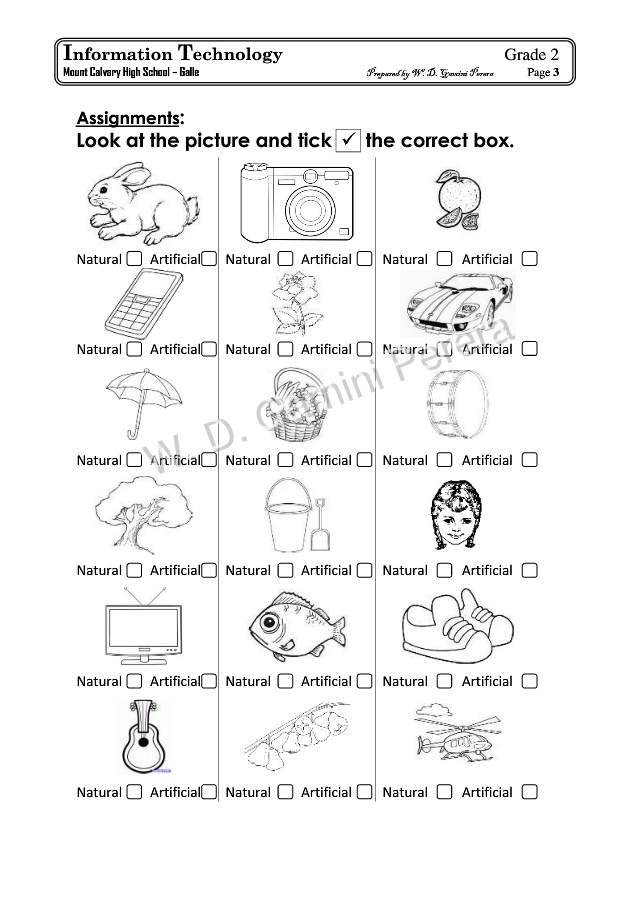 Information Technology Grade 2
Mount Calvary High School – Galle Prepared by W. D. Gamini Perera Page 3
Assignments:
Look at the picture and tick ✓ the correct box.
Natural Artificial Natural Artificial Natural Artificial
Natural Artificial Natural Artificial Natural Artificial
W. D. Gamini Perera
Natural Artificial Natural Artificial Natural Artificial
Natural Artificial Natural Artificial Natural Artificial
Natural Artificial Natural Artificial Natural Artificial
Natural Artificial Natural Artificial Natural Artificial